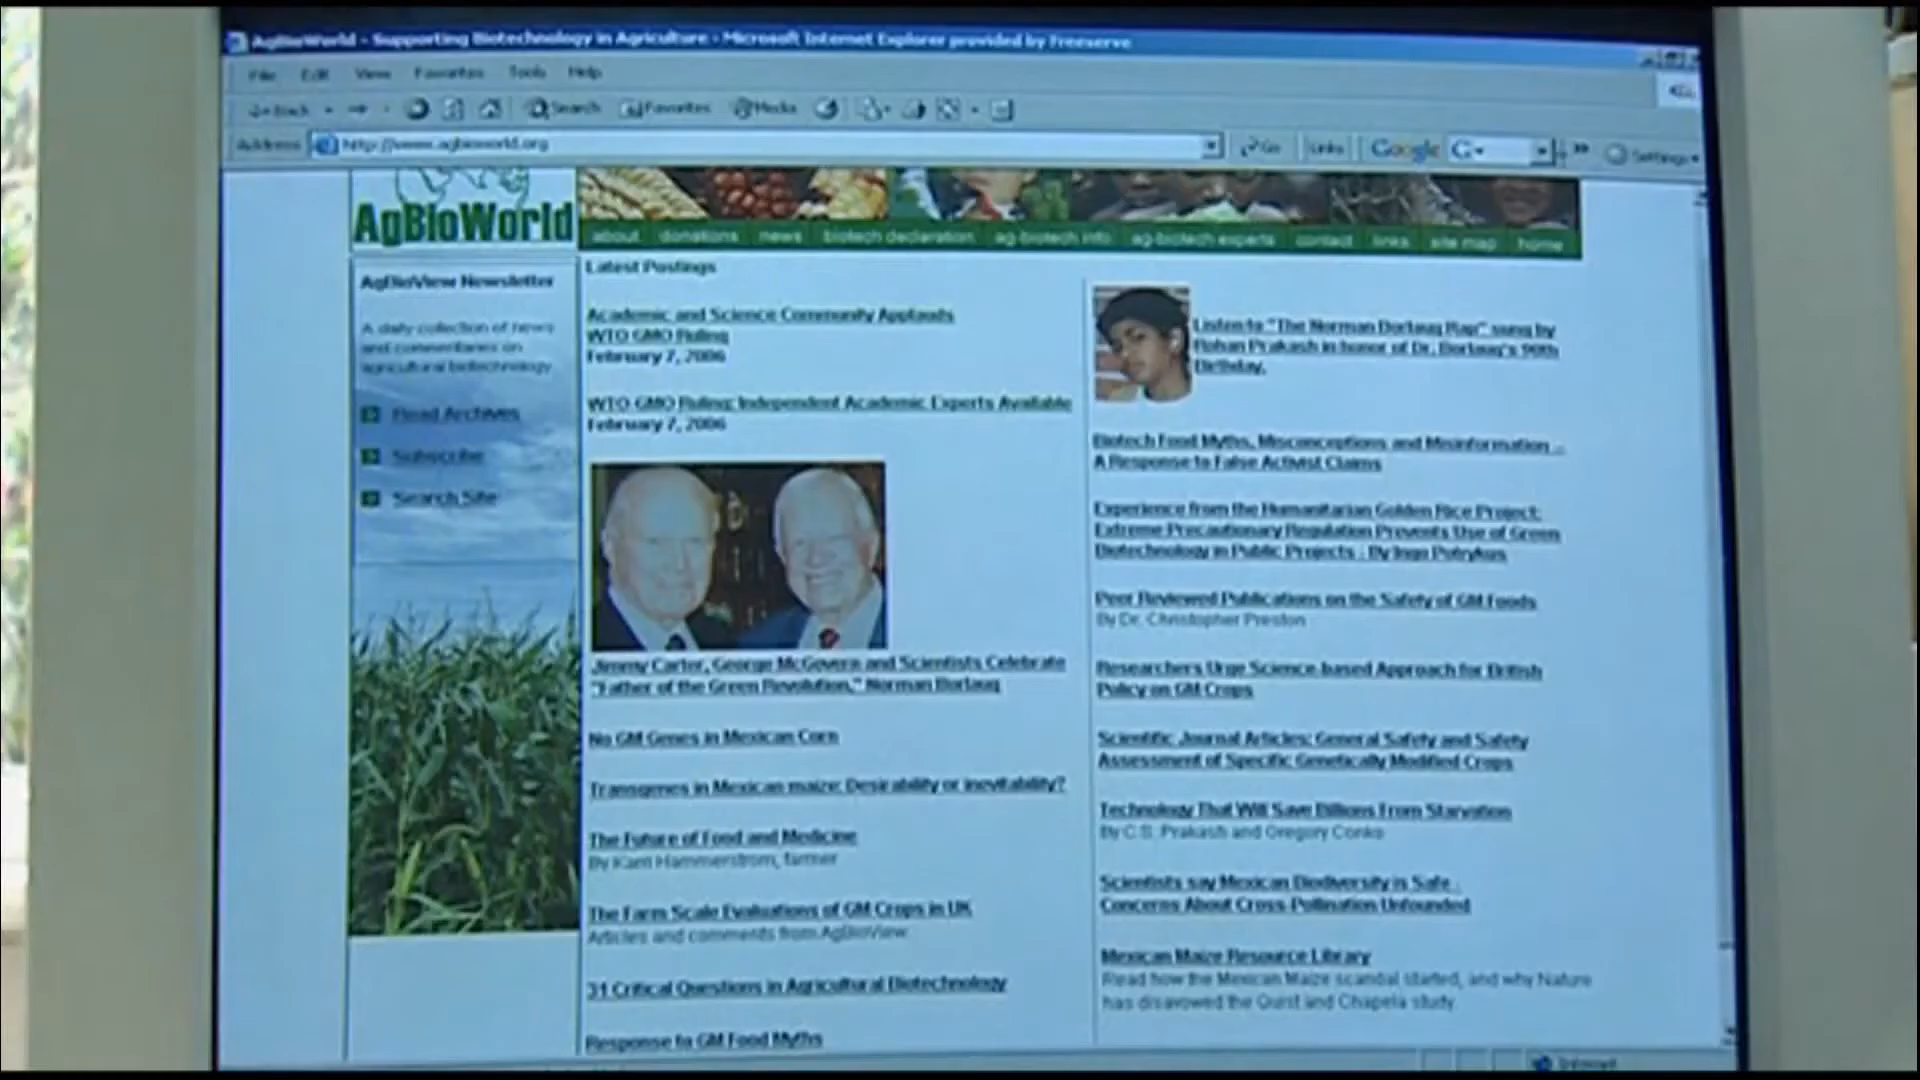 AgBioWorld - Supporting Biotechnology in Agriculture - Microsoft Internet Explorer provided by Freeserve
File Edit View Favorites Tools Help
Back Search Favorites Media
Address http://www.agbioworld.org Go Links Google G Settings
AgBioWorld
about donations news biotech declaration ag-biotech info ag-biotech experts contact links site map home
AgBioView Newsletter
A daily collection of news
and commentaries on
agricultural biotechnology
Read Archives
Subscribe
Search Site
Latest Postings
Academic and Science Community Applauds
WTO GMO Ruling
February 7, 2006
WTO GMO Ruling: Independent Academic Experts Available
February 7, 2006
Jimmy Carter, George McGovern and Scientists Celebrate
"Father of the Green Revolution," Norman Borlaug
No GM Genes in Mexican Corn
Transgenes in Mexican maize: Desirability or inevitability?
The Future of Food and Medicine
By Kant Hammerstrom, farmer
The Farm Scale Evaluations of GM Crops in UK
Articles and comments from AgBioView
31 Critical Questions in Agricultural Biotechnology
Response to GM Food Myths
Listen to "The Norman Borlaug Rap" sung by
Rohan Prakash in honor of Dr. Borlaug's 90th
Birthday.
Biotech Food Myths, Misconceptions and Misinformation -
A Response to False Activist Claims
Experience from the Humanitarian Golden Rice Project:
Extreme Precautionary Regulation Prevents Use of Green
Biotechnology in Public Projects - By Ingo Potrykus
Peer Reviewed Publications on the Safety of GM Foods
By Dr. Christopher Preston
Researchers Urge Science-based Approach for British
Policy on GM Crops
Scientific Journal Articles: General Safety and Safety
Assessment of Specific Genetically Modified Crops
Technology That Will Save Billions From Starvation
By C.S. Prakash and Gregory Conko
Scientists say Mexican Biodiversity is Safe -
Concerns About Cross-Pollination Unfounded
Mexican Maize Resource Library
Read how the Mexican Maize scandal started, and why Nature
has disavowed the Quist and Chapela study.
Internet